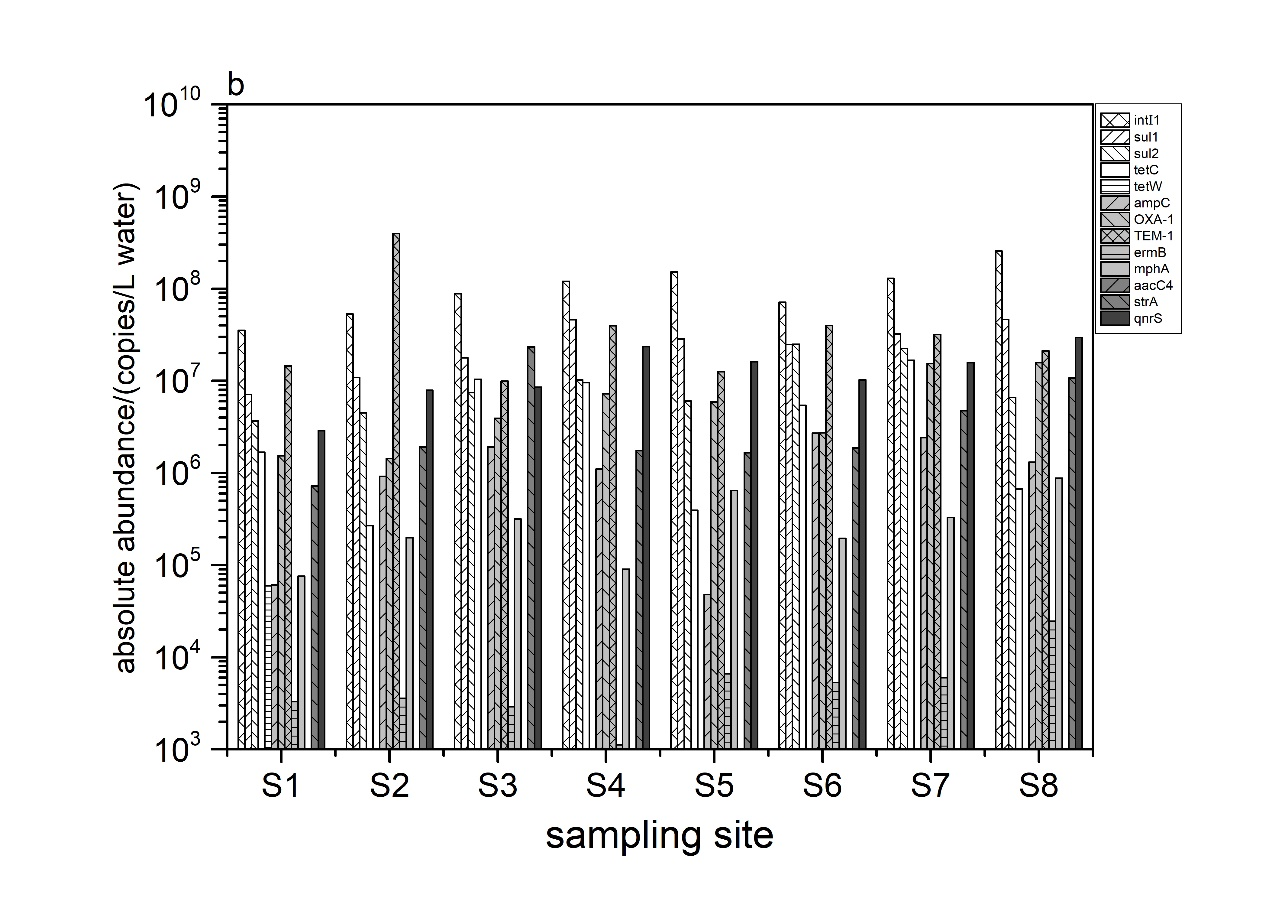 b
10^10
10^9
10^8
10^7
10^6
10^5
10^4
10^3
absolute abundance/(copies/L water)
S1 S2 S3 S4 S5 S6 S7 S8
sampling site
intI1
sul1
sul2
tetC
tetW
ampC
OXA-1
TEM-1
ermB
mphA
aacC4
strA
qnrS